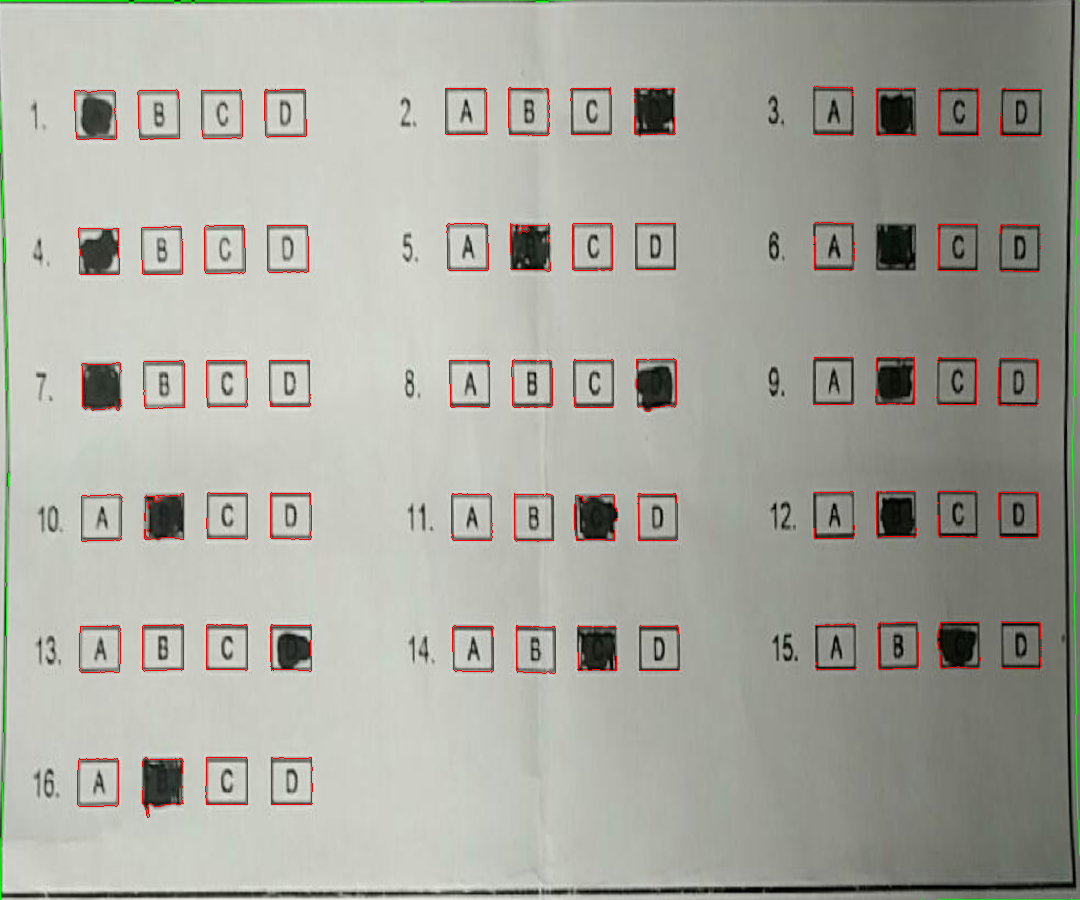 1. B C D 2. A B C 3. A C D
4. B C D 5. A C D 6. A C D
7. B C D 8. A B C 9. A C D
10. A C D 11. A B D 12. A C D
13. A B C 14. A B D 15. A B D
16. A C D